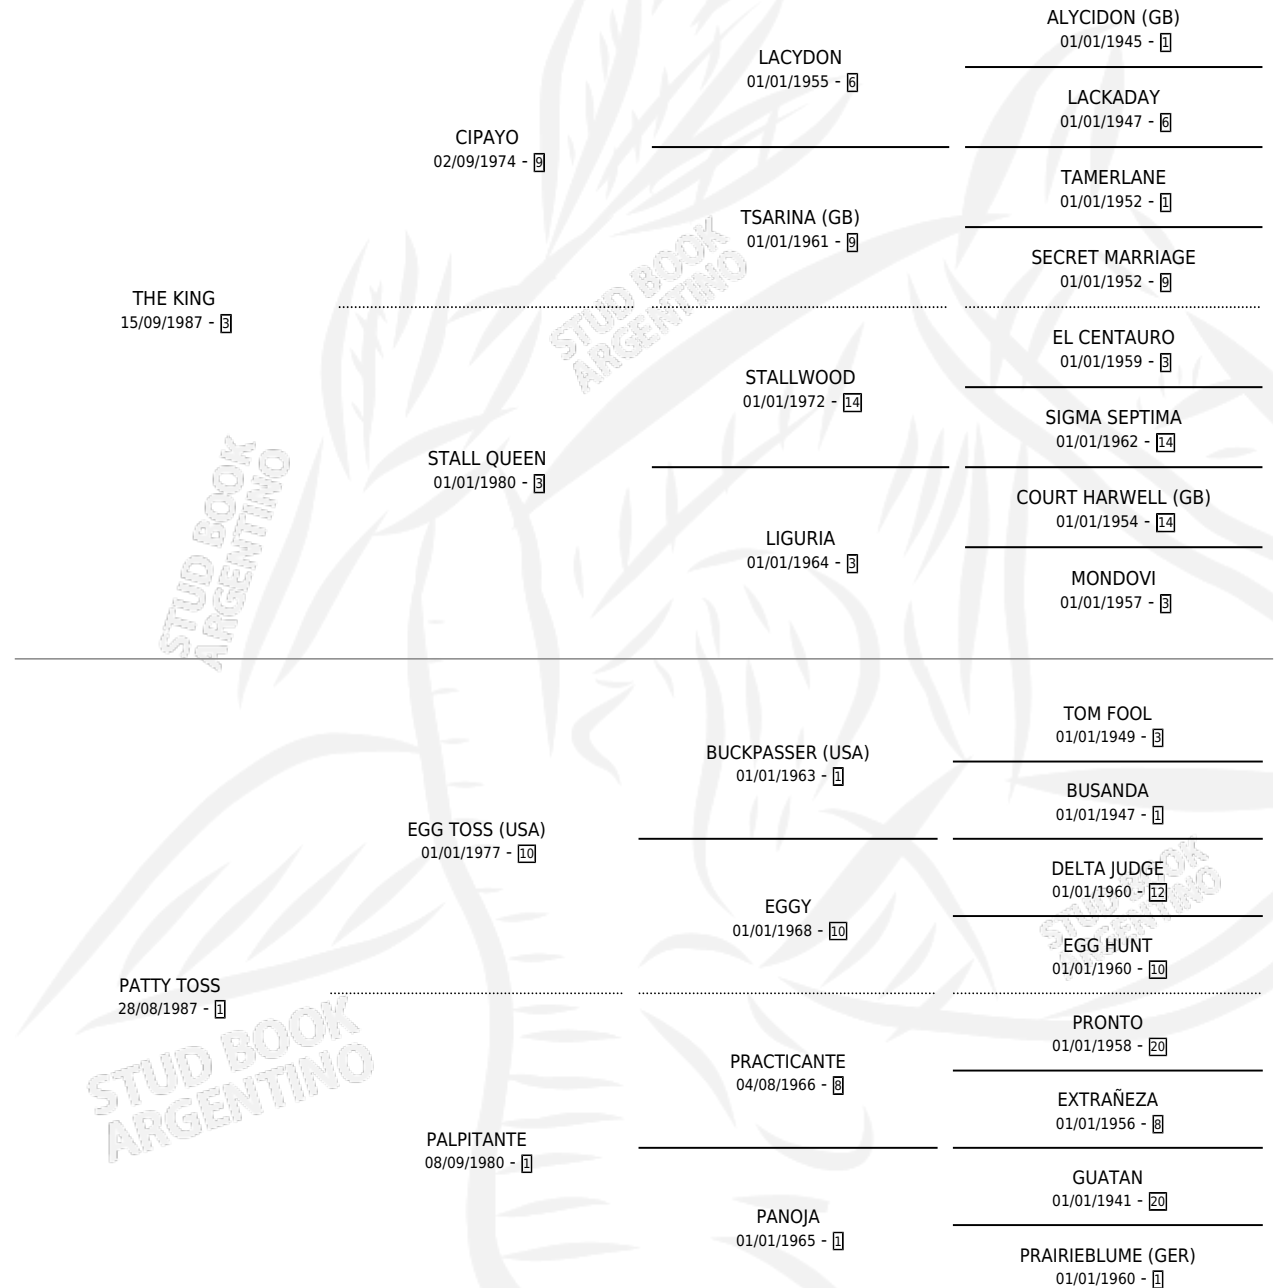 ALYCIDON (GB)
01/01/1945 - 1
LACYDON
01/01/1955 - 6
LACKADAY
01/01/1947 - 6
CIPAYO
02/09/1974 - 9
TAMERLANE
01/01/1952 - 1
TSARINA (GB)
01/01/1961 - 9
SECRET MARRIAGE
01/01/1952 - 9
THE KING
15/09/1987 - 3
EL CENTAURO
01/01/1959 - 3
STALLWOOD
01/01/1972 - 14
SIGMA SEPTIMA
01/01/1962 - 14
STALL QUEEN
01/01/1980 - 3
COURT HARWELL (GB)
01/01/1954 - 14
LIGURIA
01/01/1964 - 3
MONDOVI
01/01/1957 - 3
TOM FOOL
01/01/1949 - 3
BUCKPASSER (USA)
01/01/1963 - 1
BUSANDA
01/01/1947 - 1
EGG TOSS (USA)
01/01/1977 - 10
DELTA JUDGE
01/01/1960 - 12
EGGY
01/01/1968 - 10
EGG HUNT
01/01/1960 - 10
PATTY TOSS
28/08/1987 - 1
PRONTO
01/01/1958 - 20
PRACTICANTE
04/08/1966 - 8
EXTRAÑEZA
01/01/1956 - 8
PALPITANTE
08/09/1980 - 1
GUATAN
01/01/1941 - 20
PANOJA
01/01/1965 - 1
PRAIRIEBLUME (GER)
01/01/1960 - 1
STUD BOOK
ARGENTINO
STUD BOOK
ARGENTINO
STUD BOOK
ARGENTINO
STUD BOOK
ARGENTINO